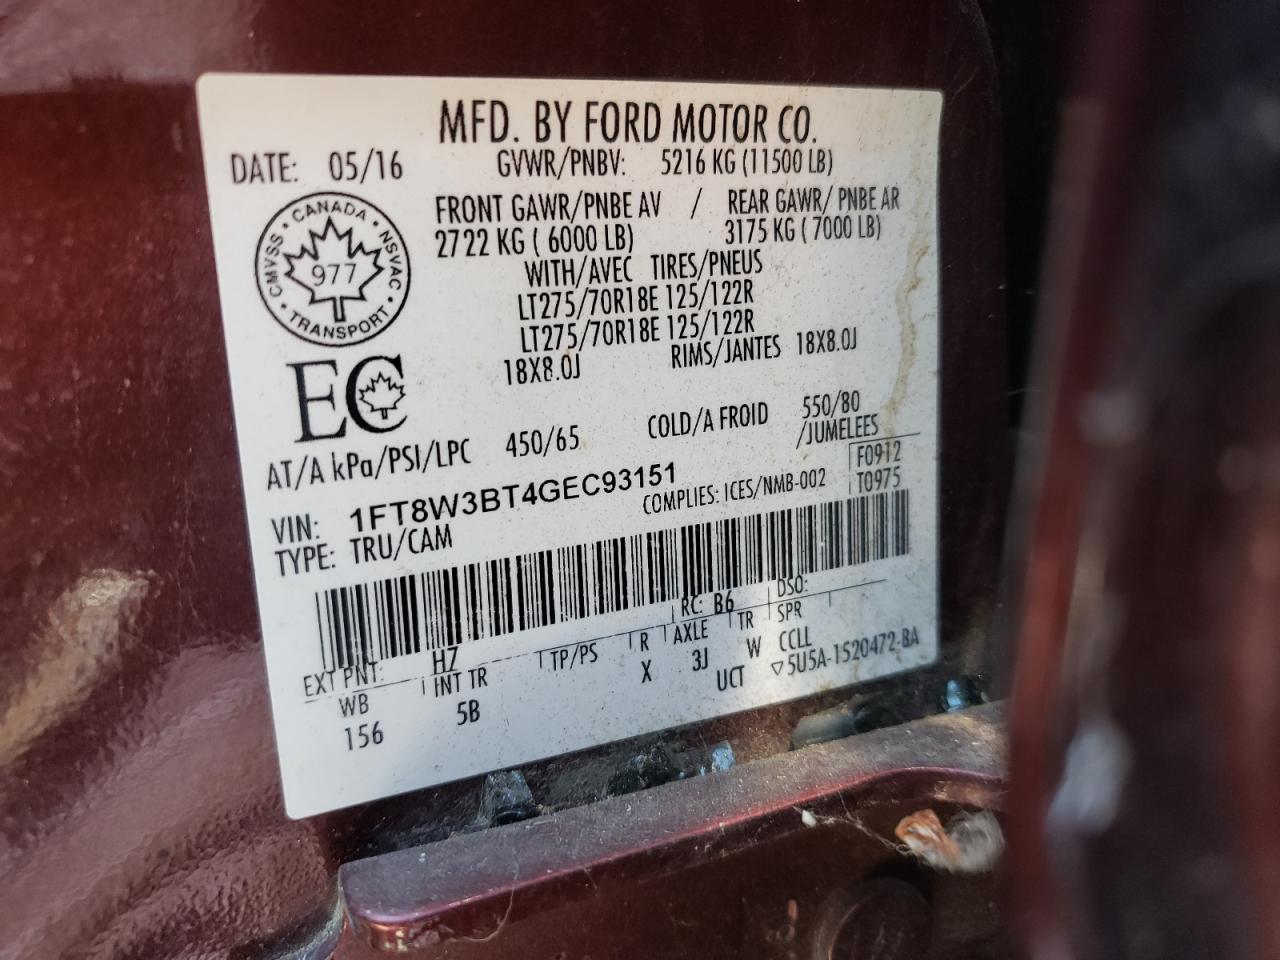 MFD. BY FORD MOTOR CO.
DATE: 05/16 GVWR/PNBV: 5216 KG (11500 LB)
FRONT GAWR/PNBE AV / REAR GAWR/ PNBE AR
2722 KG ( 6000 LB) 3175 KG ( 7000 LB)
WITH/AVEC TIRES/PNEUS
LT275/70R18E 125/122R
LT275/70R18E 125/122R
18X8.0J RIMS/JANTES 18X8.0J
CANADA
CMVSS NSVAC
977
TRANSPORT
EC
AT/A kPa/PSI/LPC 450/65 COLD/A FROID 550/80
/JUMELEES
VIN: 1FT8W3BT4GEC93151 COMPLIES: ICES/NMB-002 F0912
TYPE: TRU/CAM T0975
EXT PNT: HZ RC: B6 DSO:
WB INT TR TP/PS R AXLE TR SPR
156 5B X 3J W CCLL
UCT ▽5U5A-1520472-BA